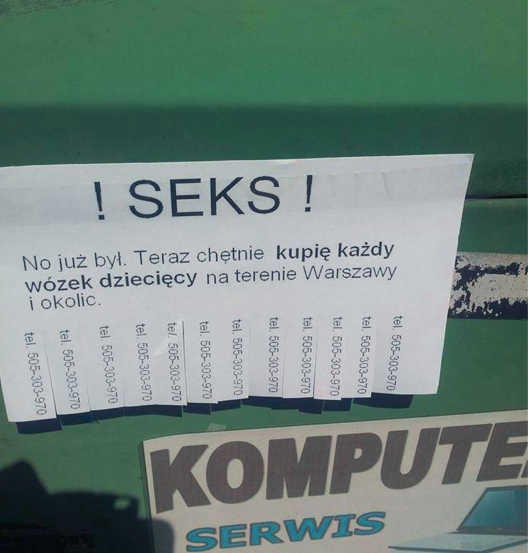 ! SEKS !
No już był. Teraz chętnie kupię każdy
wózek dziecięcy na terenie Warszawy
i okolic.
tel. 505-303-970
tel. 505-303-970
tel. 505-303-970
tel. 505-303-970
tel. 505-303-970
tel. 505-303-970
tel. 505-303-970
tel. 505-303-970
tel. 505-303-970
tel. 505-303-970
tel. 505-303-970
tel. 505-303-970
KOMPUTE
SERWIS